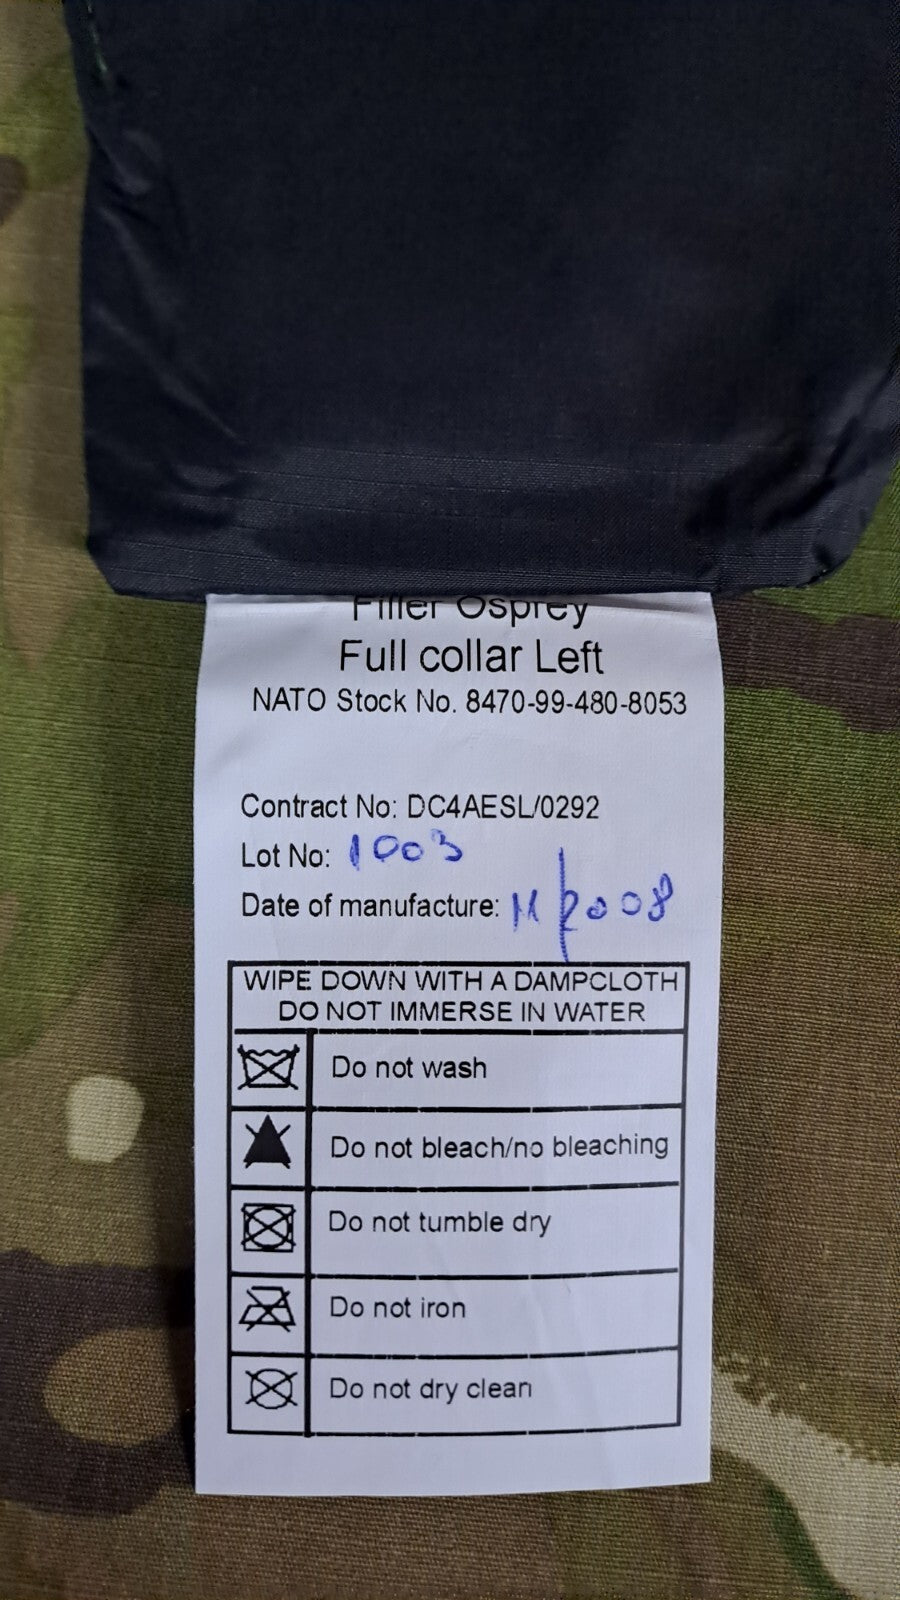 Filler Osprey
Full collar Left
NATO Stock No. 8470-99-480-8053
Contract No: DC4AESL/0292
Lot No: 1003
Date of manufacture: 11/2008
WIPE DOWN WITH A DAMPCLOTH
DO NOT IMMERSE IN WATER
Do not wash
Do not bleach/no bleaching
Do not tumble dry
Do not iron
Do not dry clean